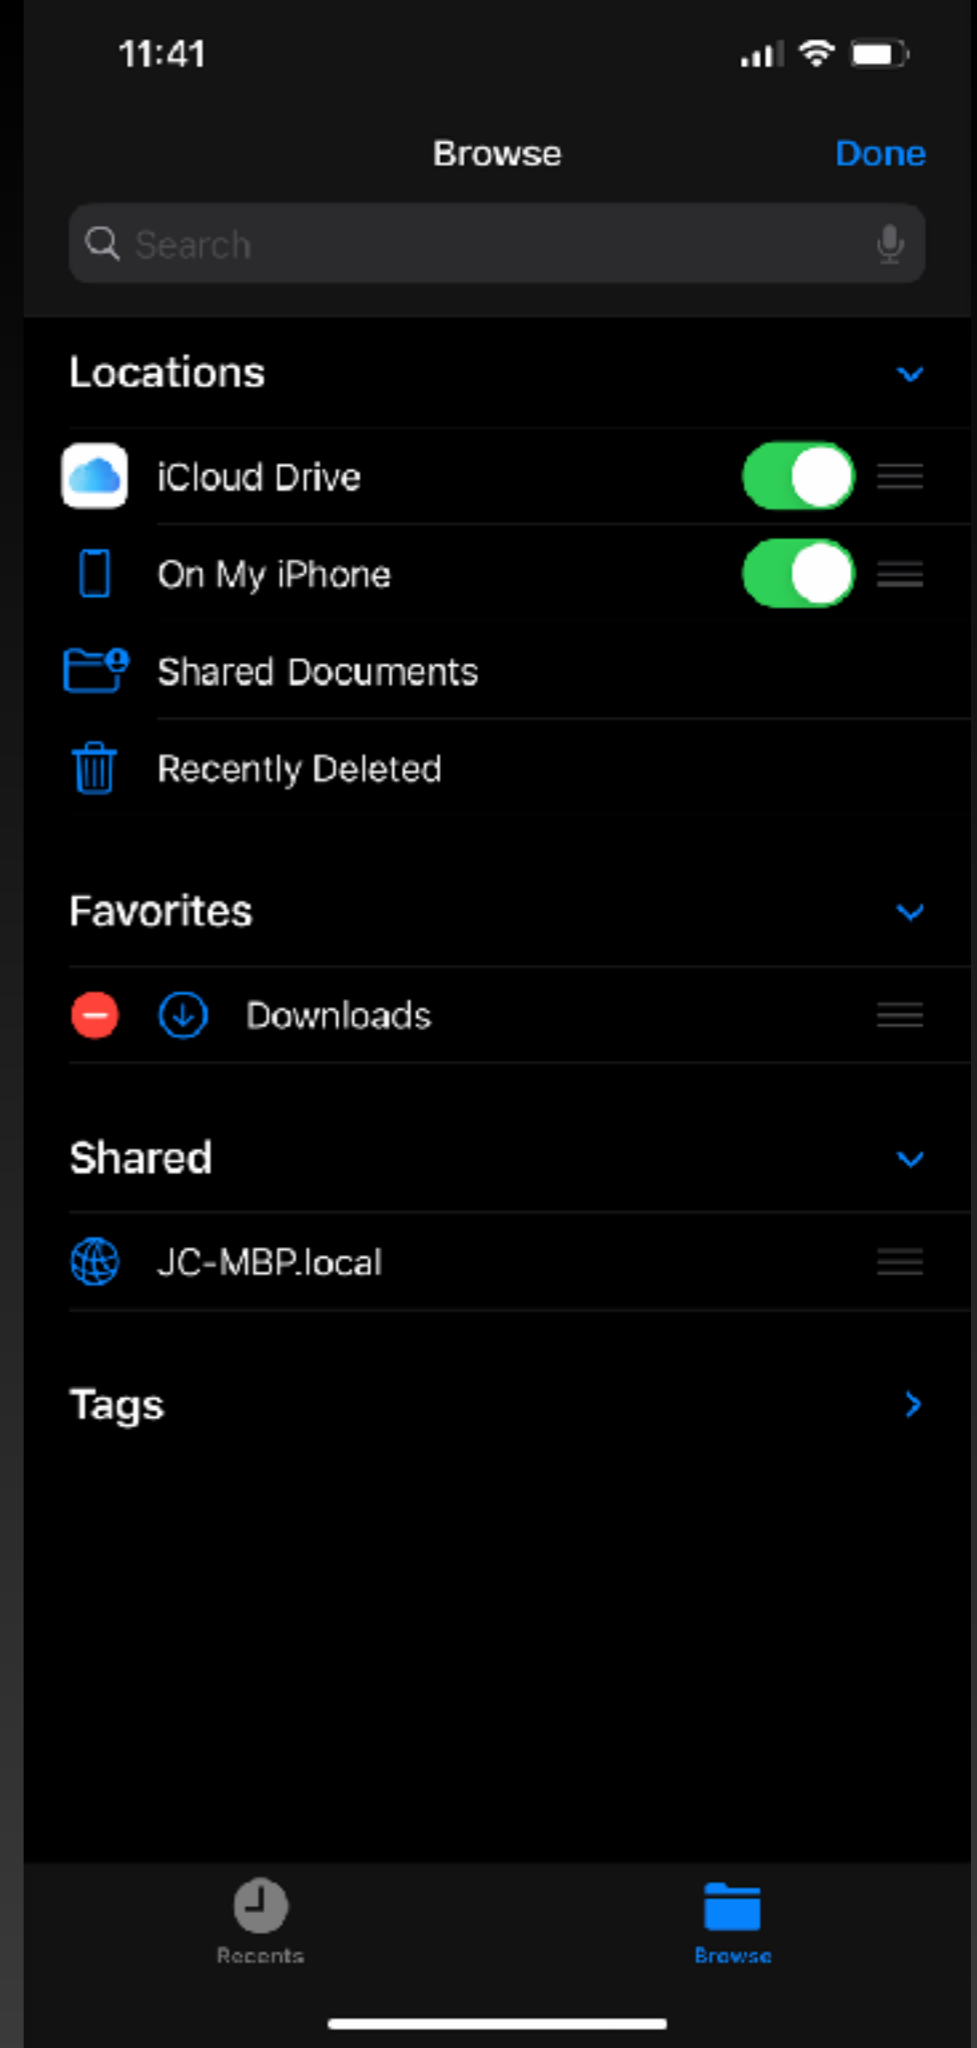 11:41
Browse
Done
Search
Locations
iCloud Drive
On My iPhone
Shared Documents
Recently Deleted
Favorites
Downloads
Shared
JC-MBP.local
Tags
Recents
Browse